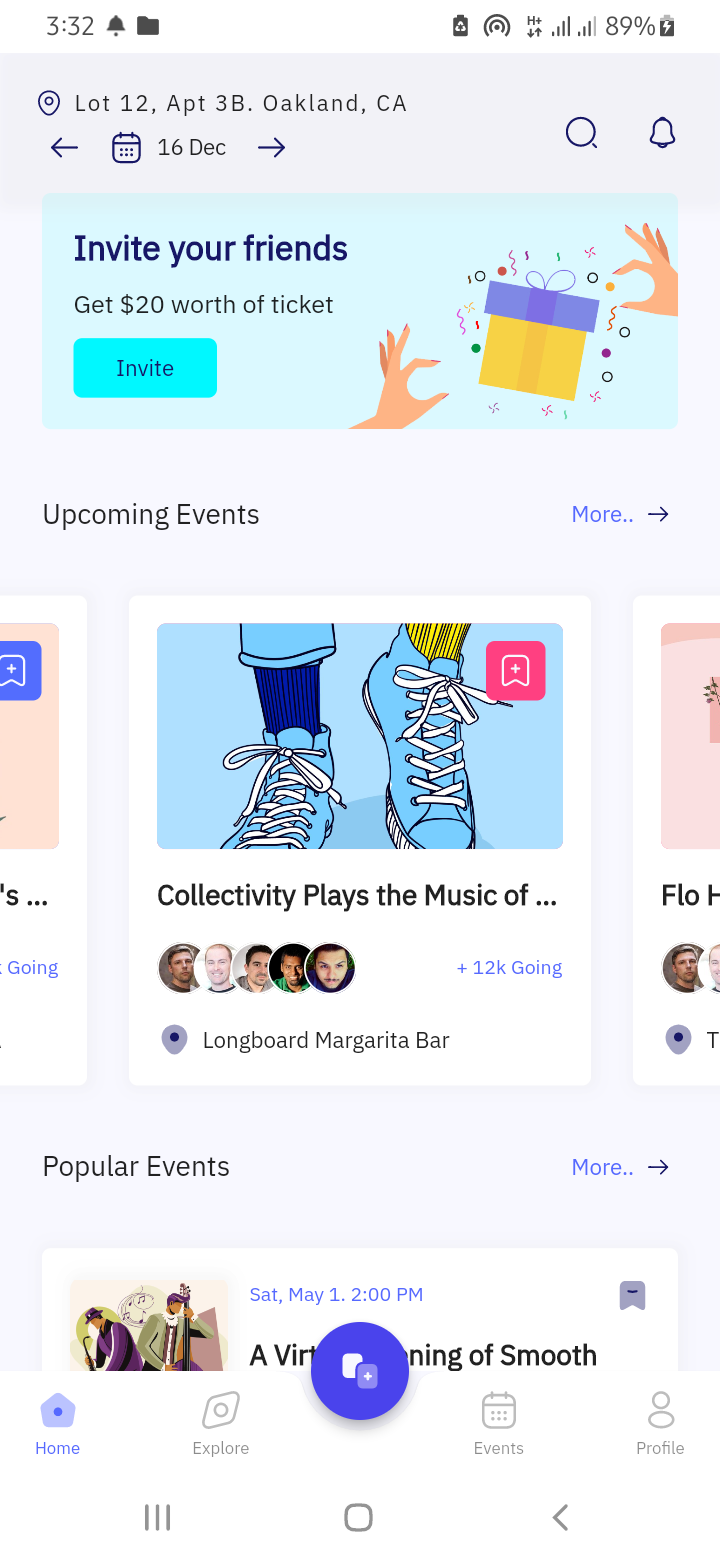 3:32
H+
89%
Lot 12, Apt 3B. Oakland, CA
16 Dec
Invite your friends
Get $20 worth of ticket
Invite
Upcoming Events
More..
's ...
Going
Collectivity Plays the Music of ...
+ 12k Going
Longboard Margarita Bar
Flo H
T
Popular Events
More..
Sat, May 1. 2:00 PM
A Virt ning of Smooth
Home
Explore
Events
Profile